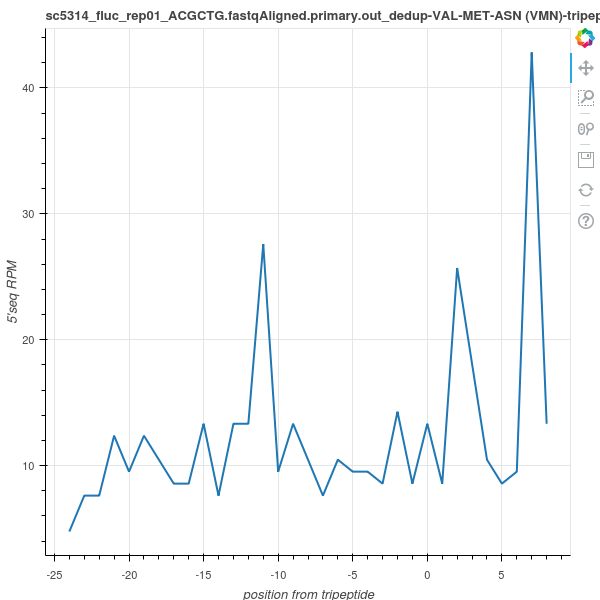 sc5314_fluc_rep01_ACGCTG.fastqAligned.primary.out_dedup-VAL-MET-ASN (VMN)-tripep
40
30
20
10
5'seq RPM
-25 -20 -15 -10 -5 0 5
position from tripeptide